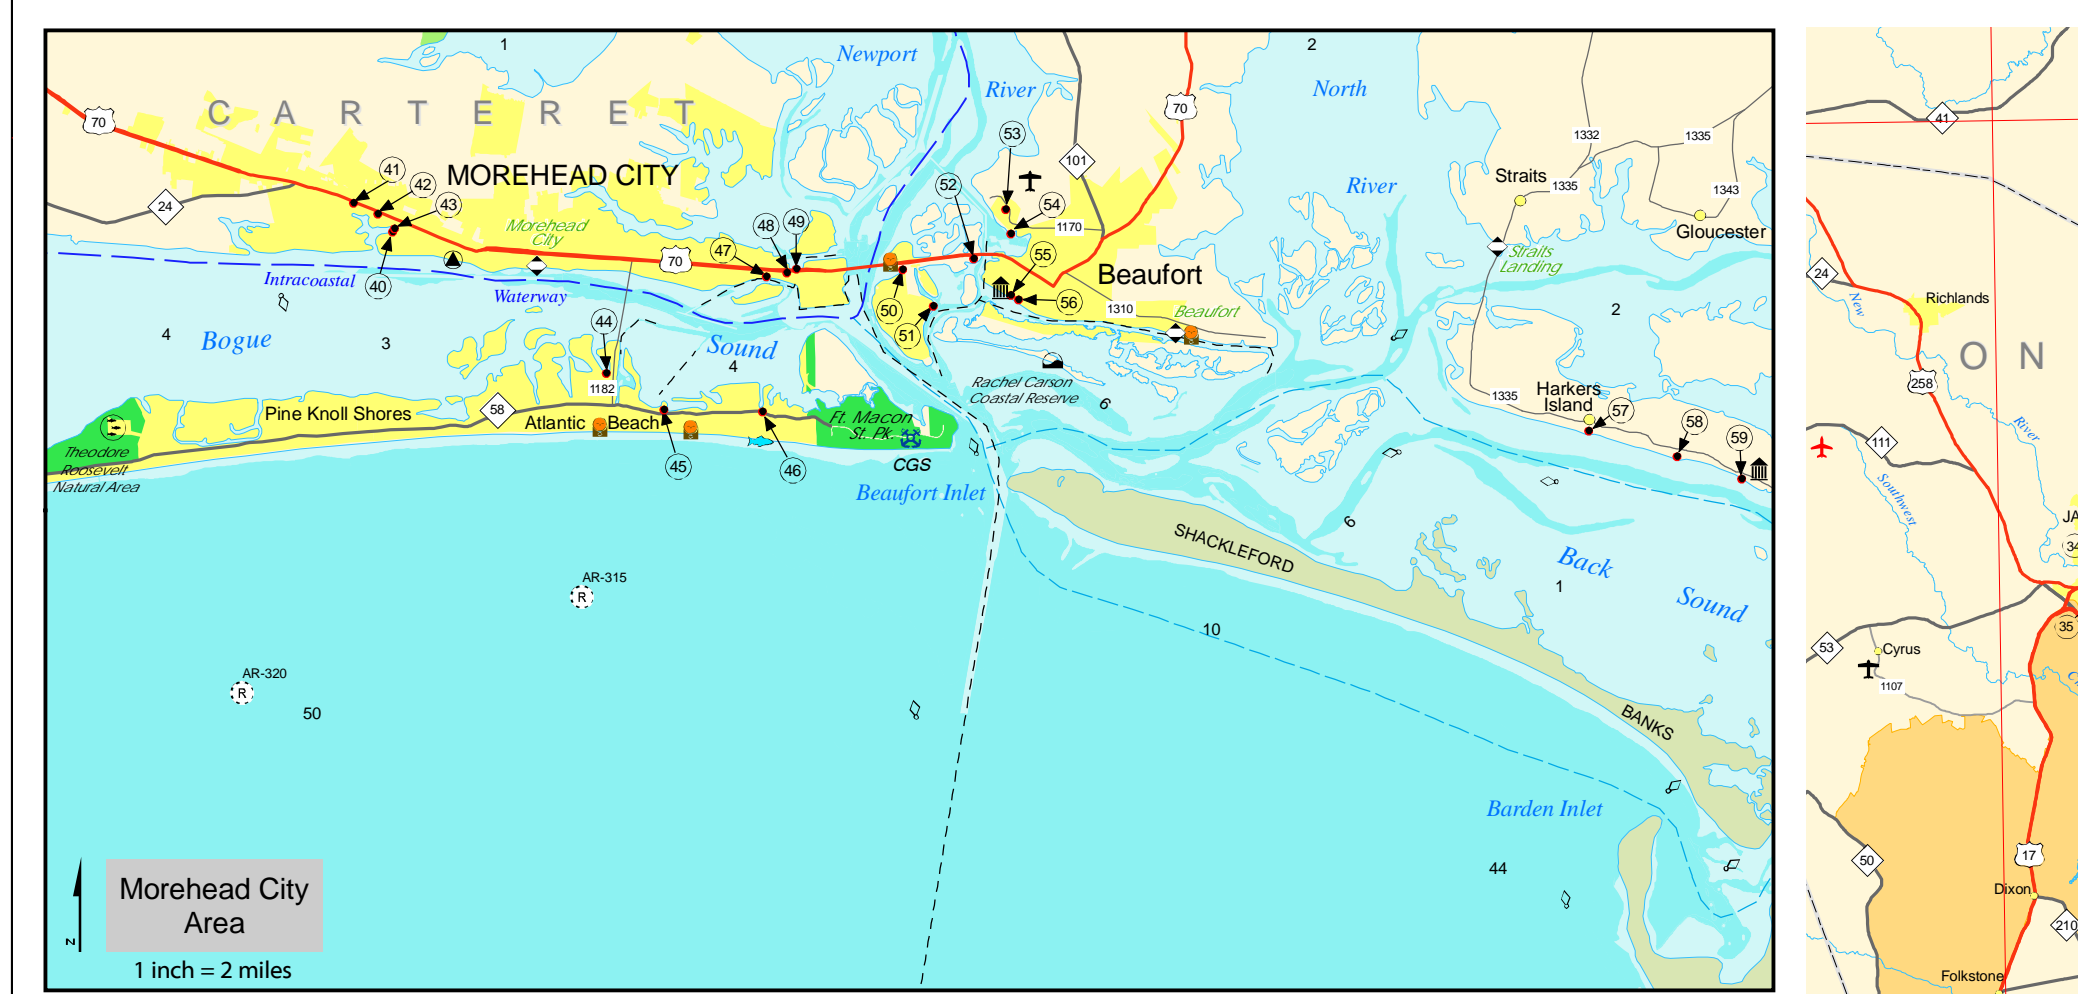 1
2
Newport
River
North
River
CARTERET
70
70
101
53
1332
1335
1335
1343
MOREHEAD CITY
41
42
43
24
52
54
1170
Straits
Gloucester
Morehead
City
48
49
47
70
55
56
Beaufort
Straits
Landing
Intracoastal
Waterway
40
50
51
1310
Beaufort
2
4
Bogue
3
44
Sound
4
Rachel Carson
Coastal Reserve
6
1182
Pine Knoll Shores
58
Atlantic
Beach
Ft. Macon
St. Pk.
1335
Harkers
Island
57
58
59
Theodore
Roosevelt
Natural Area
45
46
CGS
Beaufort Inlet
6
SHACKLEFORD
BANKS
Back
1
Sound
AR-315
R
AR-320
R
50
10
Barden Inlet
44
N
Morehead City
Area
1 inch = 2 miles
41
24
New
Richlands
O N
258
River
111
Southwest
JA
34
35
53
Cyrus
1107
17
50
Dixon
210
Folkstone